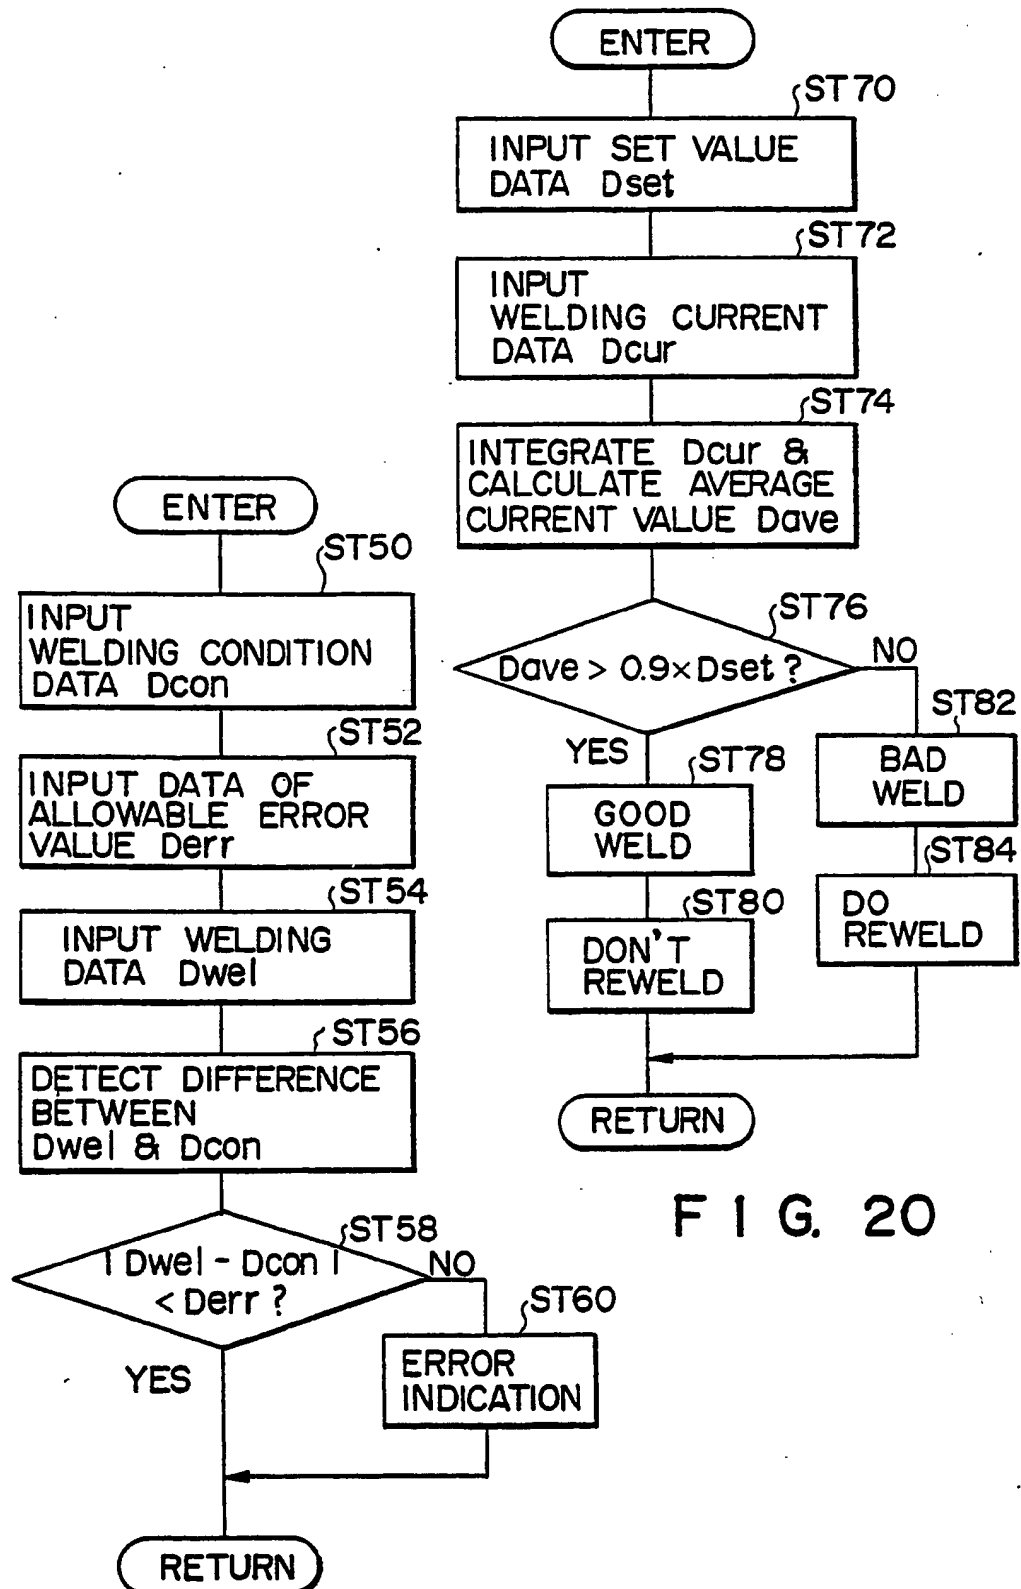 ENTER
ST50
INPUT
WELDING CONDITION
DATA Dcon
ST52
INPUT DATA OF
ALLOWABLE ERROR
VALUE Derr
ST54
INPUT WELDING
DATA Dwel
ST56
DETECT DIFFERENCE
BETWEEN
Dwel & Dcon
ST58
| Dwel - Dcon |
< Derr ?
NO
YES
ST60
ERROR
INDICATION
RETURN
ENTER
ST70
INPUT SET VALUE
DATA Dset
ST72
INPUT
WELDING CURRENT
DATA Dcur
ST74
INTEGRATE Dcur &
CALCULATE AVERAGE
CURRENT VALUE Dave
ST76
Dave > 0.9 × Dset ?
NO
YES
ST78
GOOD
WELD
ST80
DON'T
REWELD
ST82
BAD
WELD
ST84
DO
REWELD
RETURN
FIG. 20